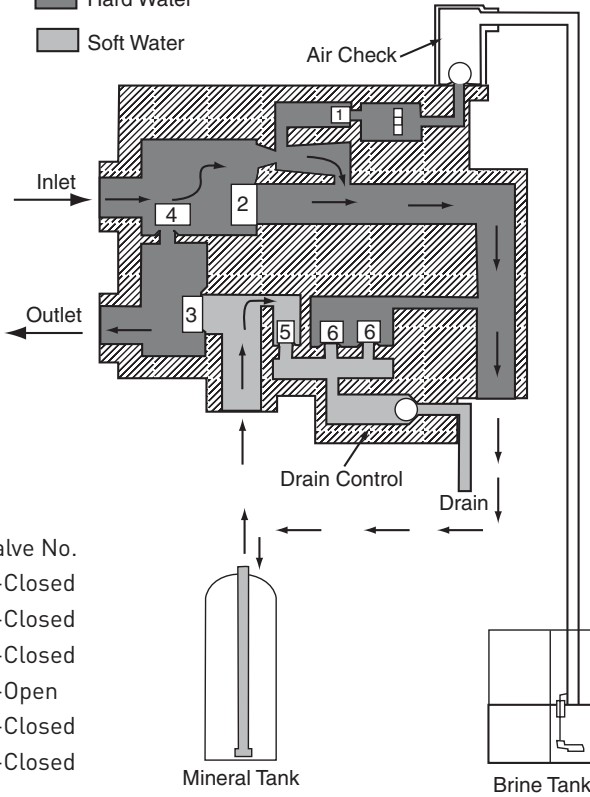 Hard Water
Soft Water
Air Check
1
Inlet
4
2
Outlet
3
5
6
6
Drain Control
Drain
Valve No.
-Closed
-Closed
-Closed
-Open
-Closed
-Closed
Mineral Tank
Brine Tank